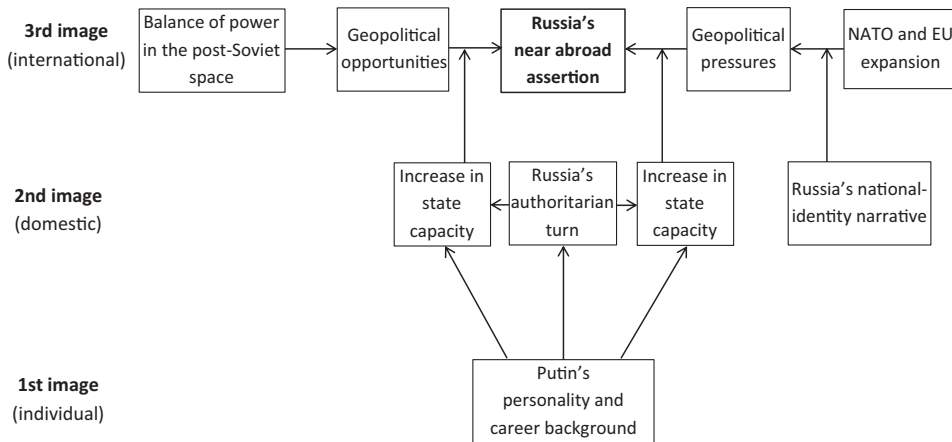 3rd image
(international)
Balance of power
in the post-Soviet
space
Geopolitical
opportunities
Russia’s
near abroad
assertion
Geopolitical
pressures
NATO and EU
expansion
2nd image
(domestic)
Increase in
state
capacity
Russia’s
authoritarian
turn
Increase in
state
capacity
Russia’s national-
identity narrative
1st image
(individual)
Putin’s
personality and
career background